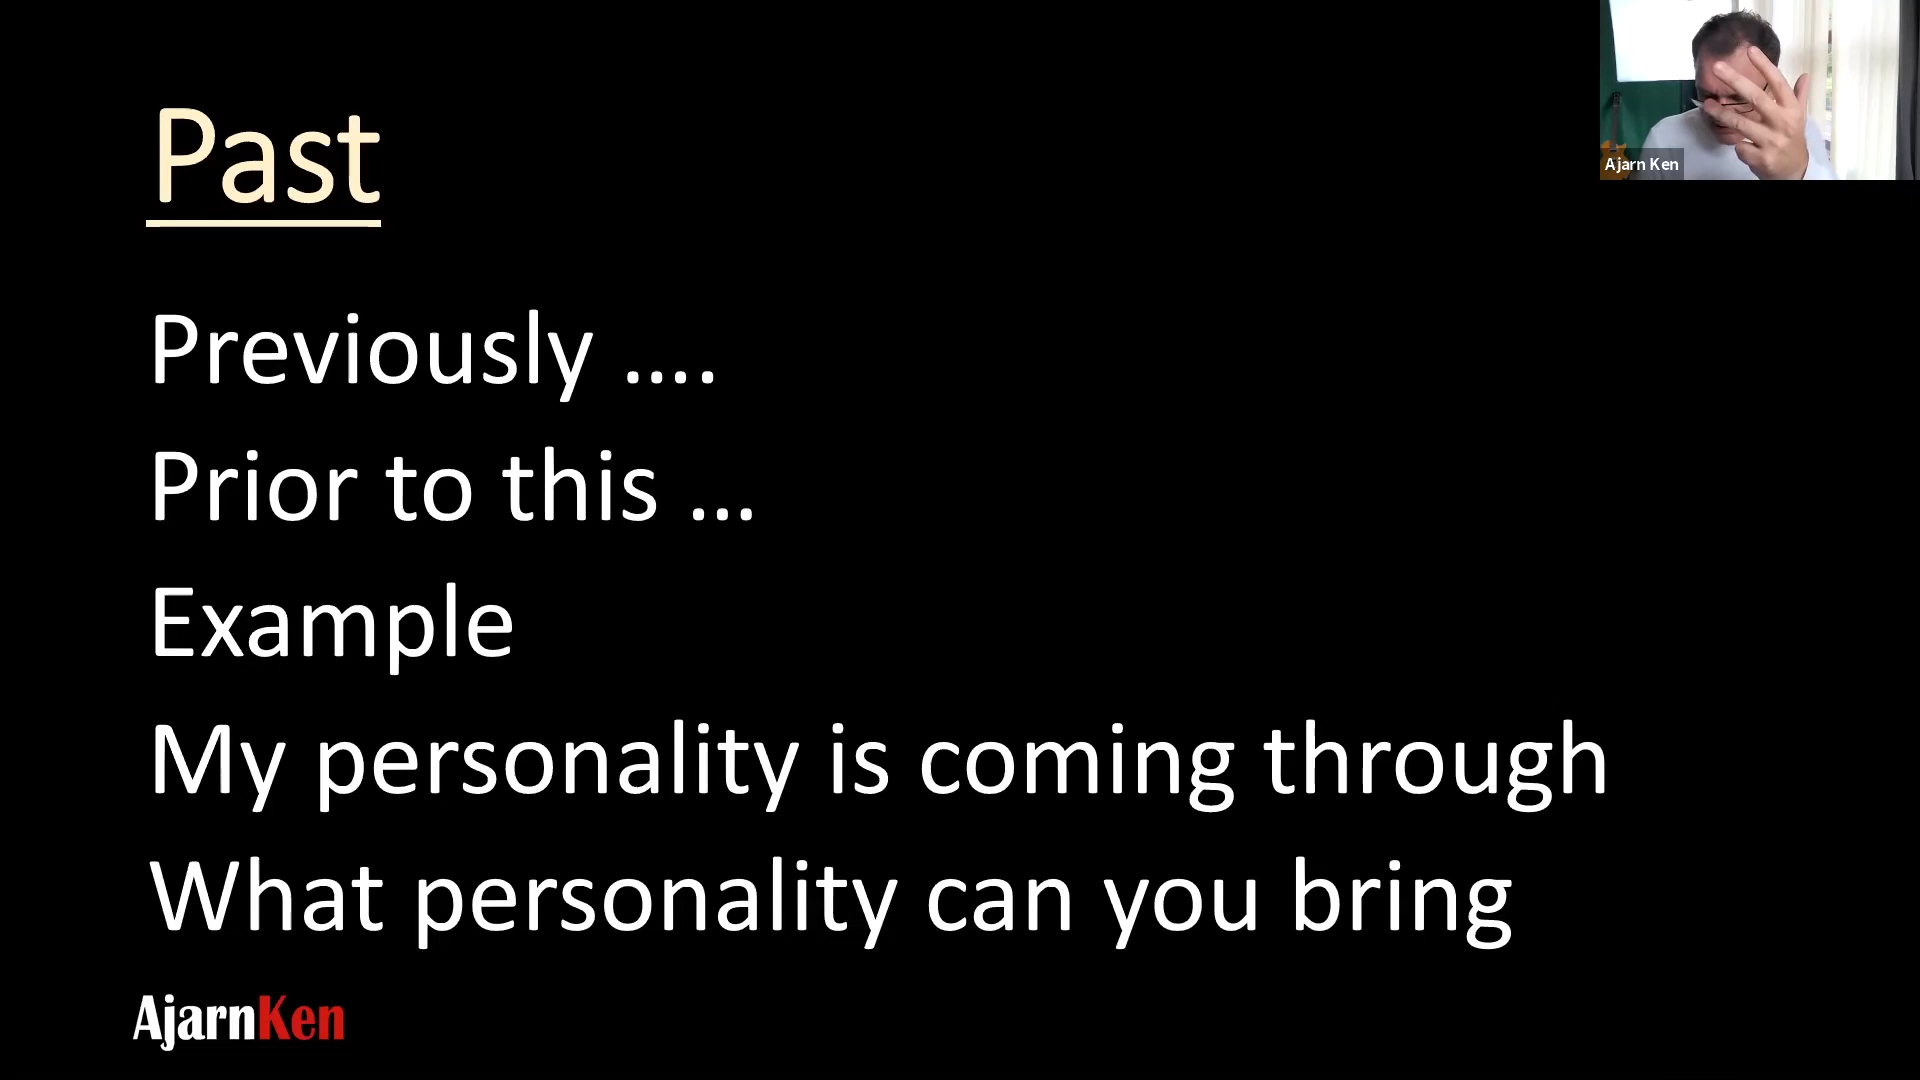 Past
Previously ….
Prior to this …
Example
My personality is coming through
What personality can you bring
AjarnKen
Ajarn Ken